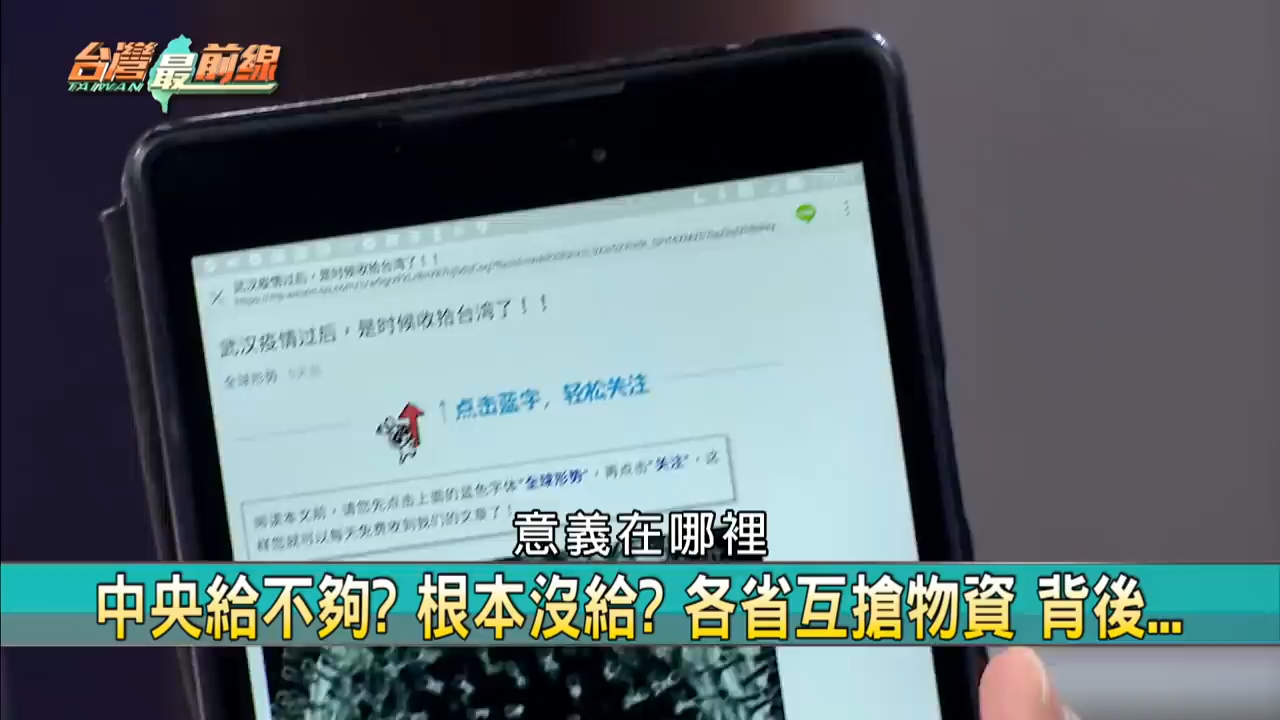 台灣最前線
TAIWAN
武汉疫情过后，是时候收拾台湾了！！
武汉疫情过后，是时候收拾台湾了！！
全球形势 5天前
↑点击蓝字，轻松关注
阅读本文前，请您先点击上面的蓝色字体"全球形势"，再点击"关注"，这
样您就可以每天免费收到我们的文章了！
意義在哪裡
中央給不夠? 根本沒給? 各省互搶物資 背後...